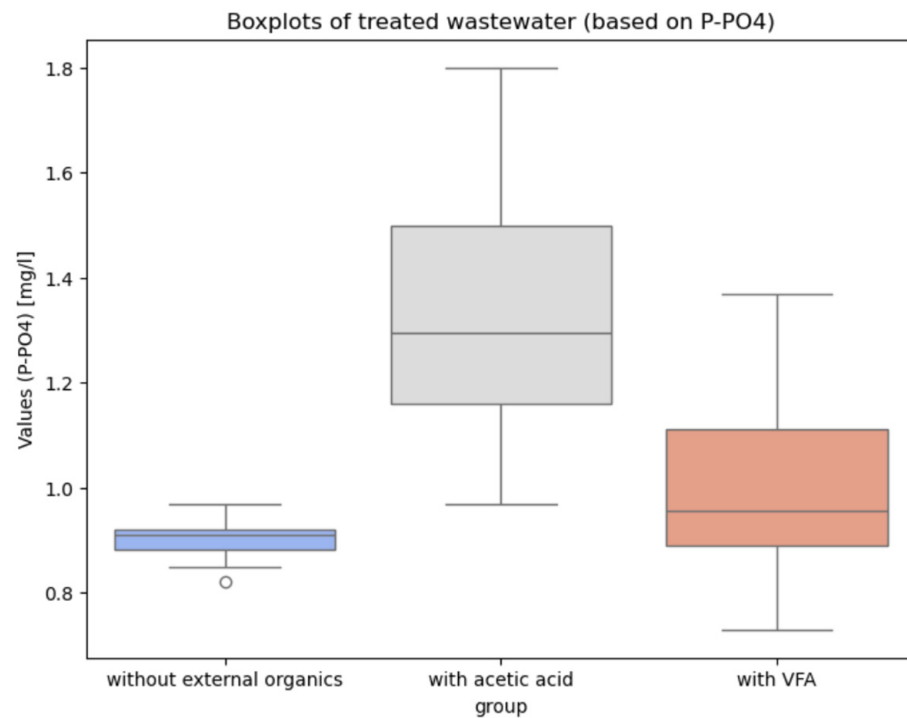 Boxplots of treated wastewater (based on P-PO4)
Values (P-PO4) [mg/l]
1.8
1.6
1.4
1.2
1.0
0.8
without external organics
with acetic acid
with VFA
group